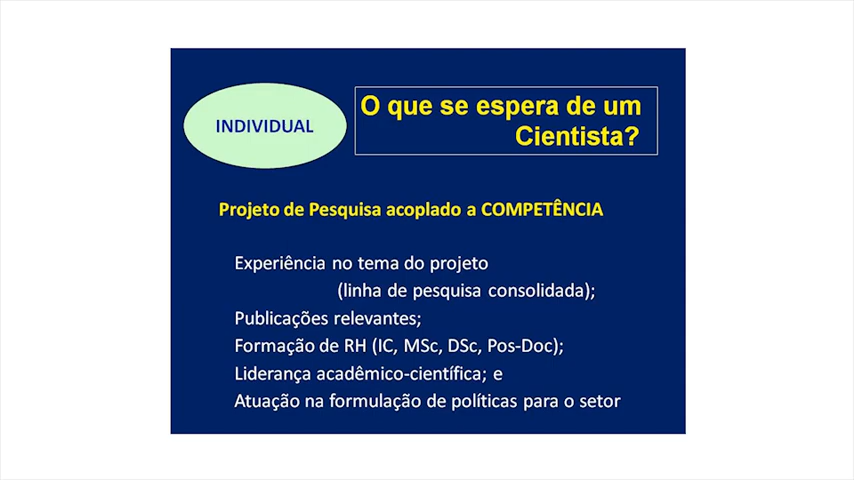 INDIVIDUAL
O que se espera de um
Cientista?
Projeto de Pesquisa acoplado a COMPETÊNCIA
Experiência no tema do projeto
(linha de pesquisa consolidada);
Publicações relevantes;
Formação de RH (IC, MSc, DSc, Pos-Doc);
Liderança acadêmico-científica; e
Atuação na formulação de políticas para o setor